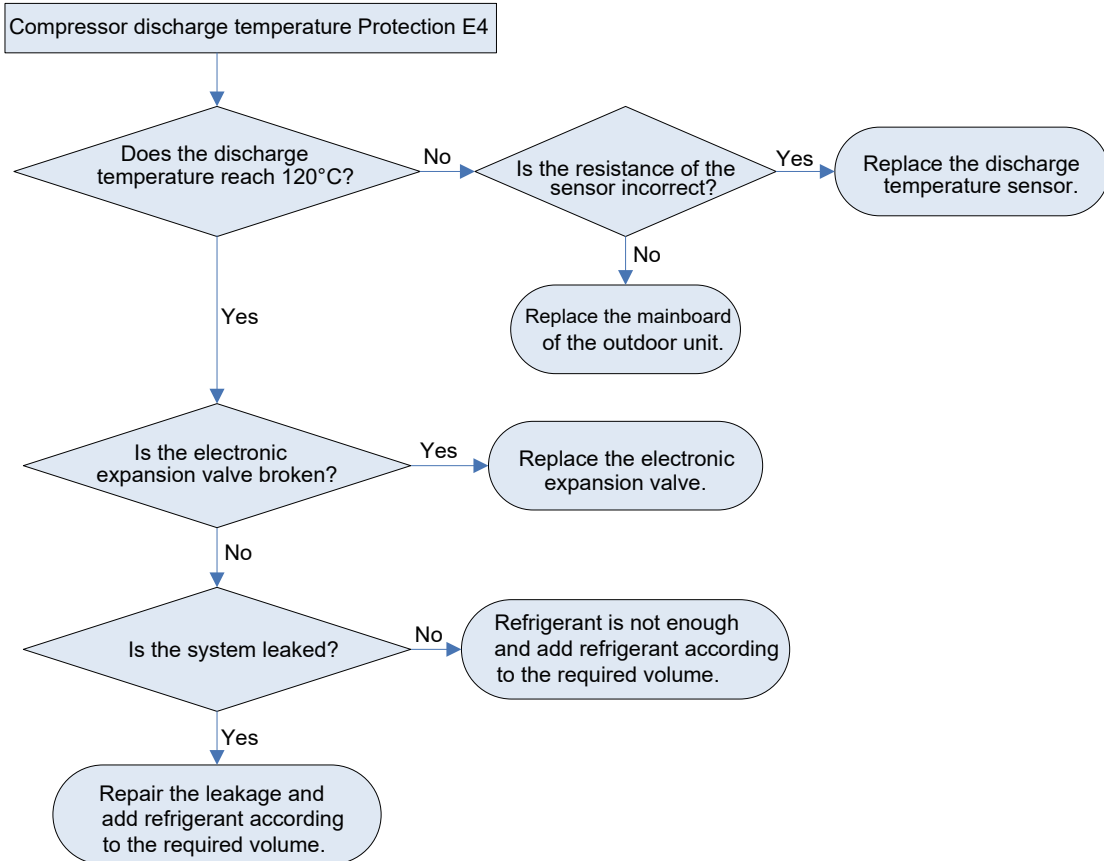 Compressor discharge temperature Protection E4
Does the discharge
temperature reach 120°C?
No
Is the resistance of the
sensor incorrect?
Yes
Replace the discharge
temperature sensor.
No
Replace the mainboard
of the outdoor unit.
Yes
Is the electronic
expansion valve broken?
Yes
Replace the electronic
expansion valve.
No
Is the system leaked?
No
Refrigerant is not enough
and add refrigerant according
to the required volume.
Yes
Repair the leakage and
add refrigerant according
to the required volume.